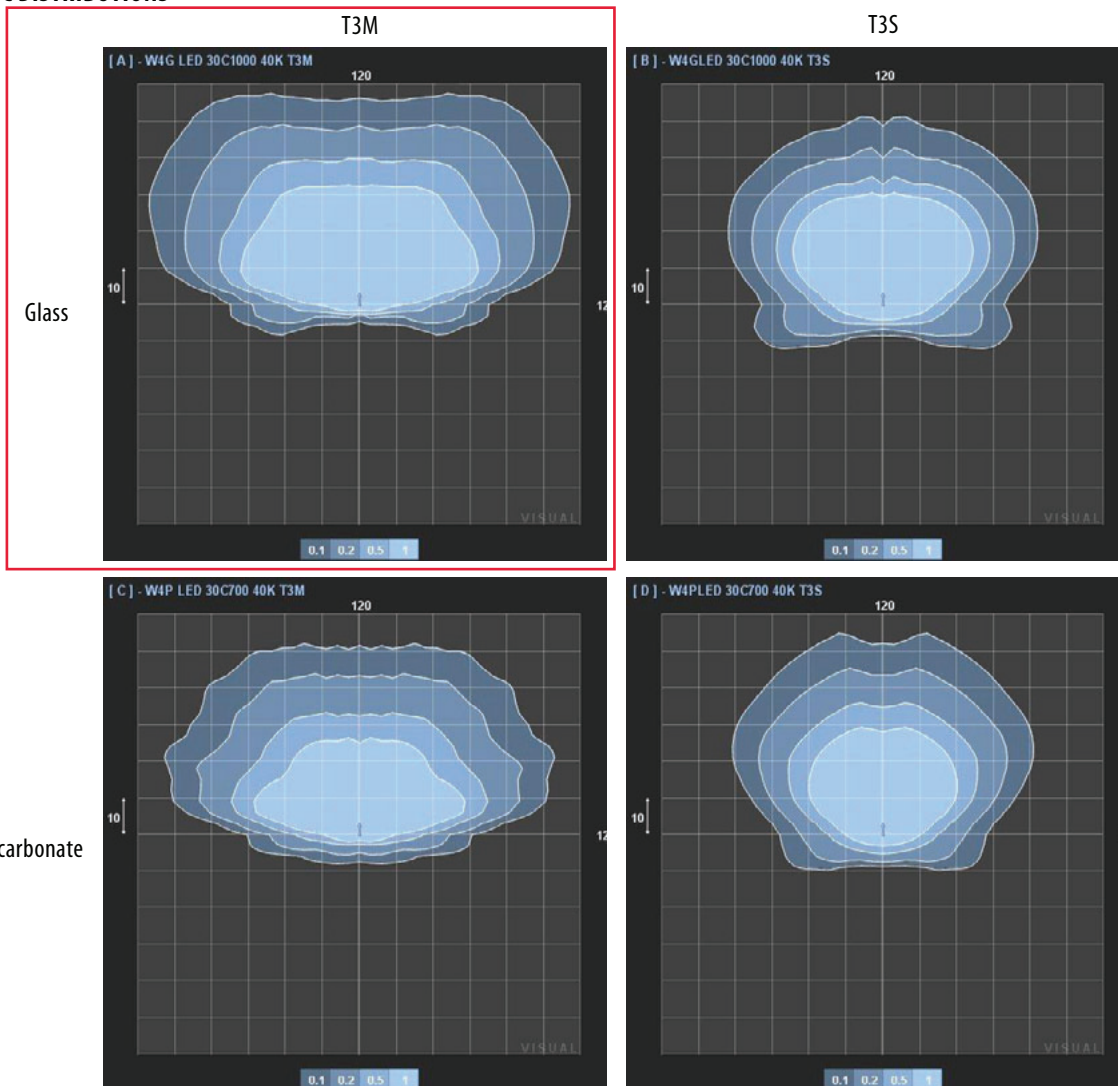 T3M
T3S
[ A ] - W4G LED 30C1000 40K T3M
120
10
12
VISUAL
0.1 0.2 0.5 1
[ B ] - W4GLED 30C1000 40K T3S
120
10
VISUAL
0.1 0.2 0.5 1
Glass
[ C ] - W4P LED 30C700 40K T3M
120
10
12
VISUAL
0.1 0.2 0.5 1
[ D ] - W4PLED 30C700 40K T3S
120
10
VISUAL
0.1 0.2 0.5 1
carbonate